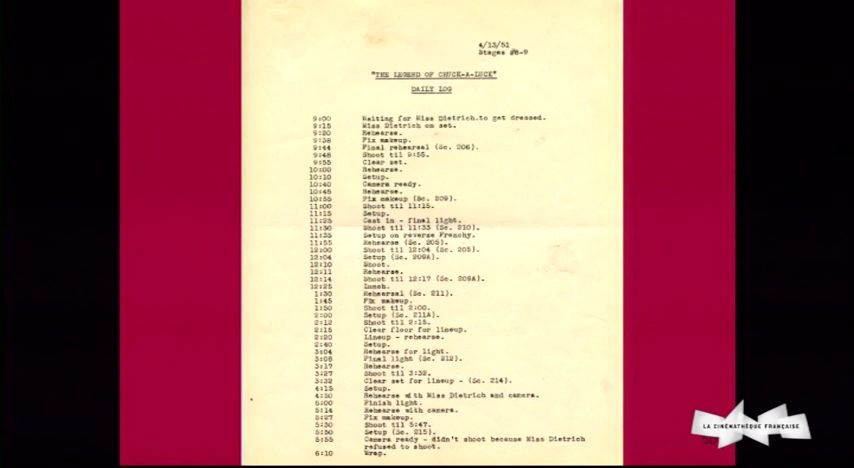 4/13/51
Stages #8-9
"THE LEGEND OF CHUCK-A-LUCK"
DAILY LOG
9:00 Waiting for Miss Dietrich.to get dressed.
9:15 Miss Dietrich on set.
9:20 Rehearse.
9:38 Fix makeup.
9:44 Final rehearsal (Sc. 206).
9:48 Shoot til 9:55.
9:55 Clear set.
10:00 Rehearse.
10:10 Setup.
10:40 Camera ready.
10:45 Rehearse.
10:55 Fix makeup (Sc. 209).
11:00 Shoot til 11:15.
11:15 Setup.
11:25 Cast in - final light.
11:30 Shoot til 11:33 (Sc. 210).
11:35 Setup on reverse Frenchy.
11:55 Rehearse (Sc. 205).
12:00 Shoot til 12:04 (Sc. 205).
12:04 Setup (Sc. 209A).
12:10 Shoot.
12:11 Rehearse.
12:14 Shoot til 12:17 (Sc. 209A).
12:25 Lunch.
1:30 Rehearsal (Sc. 211).
1:45 Fix makeup.
1:50 Shoot til 2:00.
2:00 Setup (Sc. 211A).
2:12 Shoot til 2:15.
2:15 Clear floor for lineup.
2:20 Lineup - rehearse.
2:40 Setup.
3:04 Rehearse for light.
3:08 Final light (Sc. 212).
3:17 Rehearse.
3:27 Shoot til 3:32.
3:32 Clear set for lineup - (Sc. 214).
4:15 Setup.
4:50 Rehearse with Miss Dietrich and camera.
5:00 Finish light.
5:14 Rehearse with camera.
5:27 Fix makeup.
5:30 Shoot til 5:47.
5:50 Setup (Sc. 215).
5:55 Camera ready - didn't shoot because Miss Dietrich
refused to shoot.
6:10 Wrap.
LA CINÉMATHÈQUE FRANÇAISE